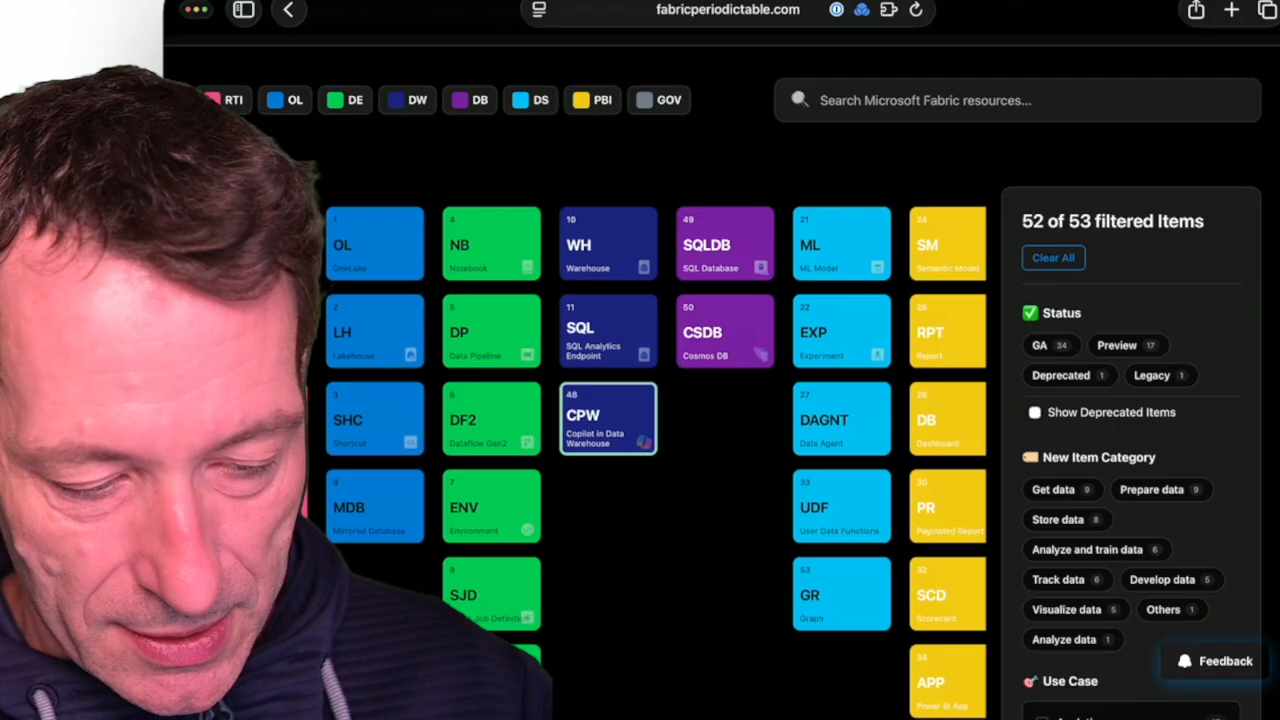 fabricperiodictable.com
RTI
OL
DE
DW
DB
DS
PBI
GOV
Search Microsoft Fabric resources...
1
OL
OneLake
4
NB
Notebook
10
WH
Warehouse
49
SQLDB
SQL Database
21
ML
ML Model
24
SM
Semantic Model
2
LH
Lakehouse
5
DP
Data Pipeline
11
SQL
SQL Analytics
Endpoint
50
CSDB
Cosmos DB
22
EXP
Experiment
26
RPT
Report
3
SHC
Shortcut
6
DF2
Dataflow Gen2
48
CPW
Copilot in Data
Warehouse
27
DAGNT
Data Agent
28
DB
Dashboard
9
MDB
Mirrored Database
7
ENV
Environment
33
UDF
User Data Functions
30
PR
Paginated Report
8
SJD
Job Definition
53
GR
Graph
32
SCD
Scorecard
34
APP
Power BI App
52 of 53 filtered Items
Clear All
Status
GA 34
Preview 17
Deprecated 1
Legacy 1
Show Deprecated Items
New Item Category
Get data 9
Prepare data 9
Store data 8
Analyze and train data 6
Track data 6
Develop data 5
Visualize data 5
Others 1
Analyze data 1
Feedback
Use Case